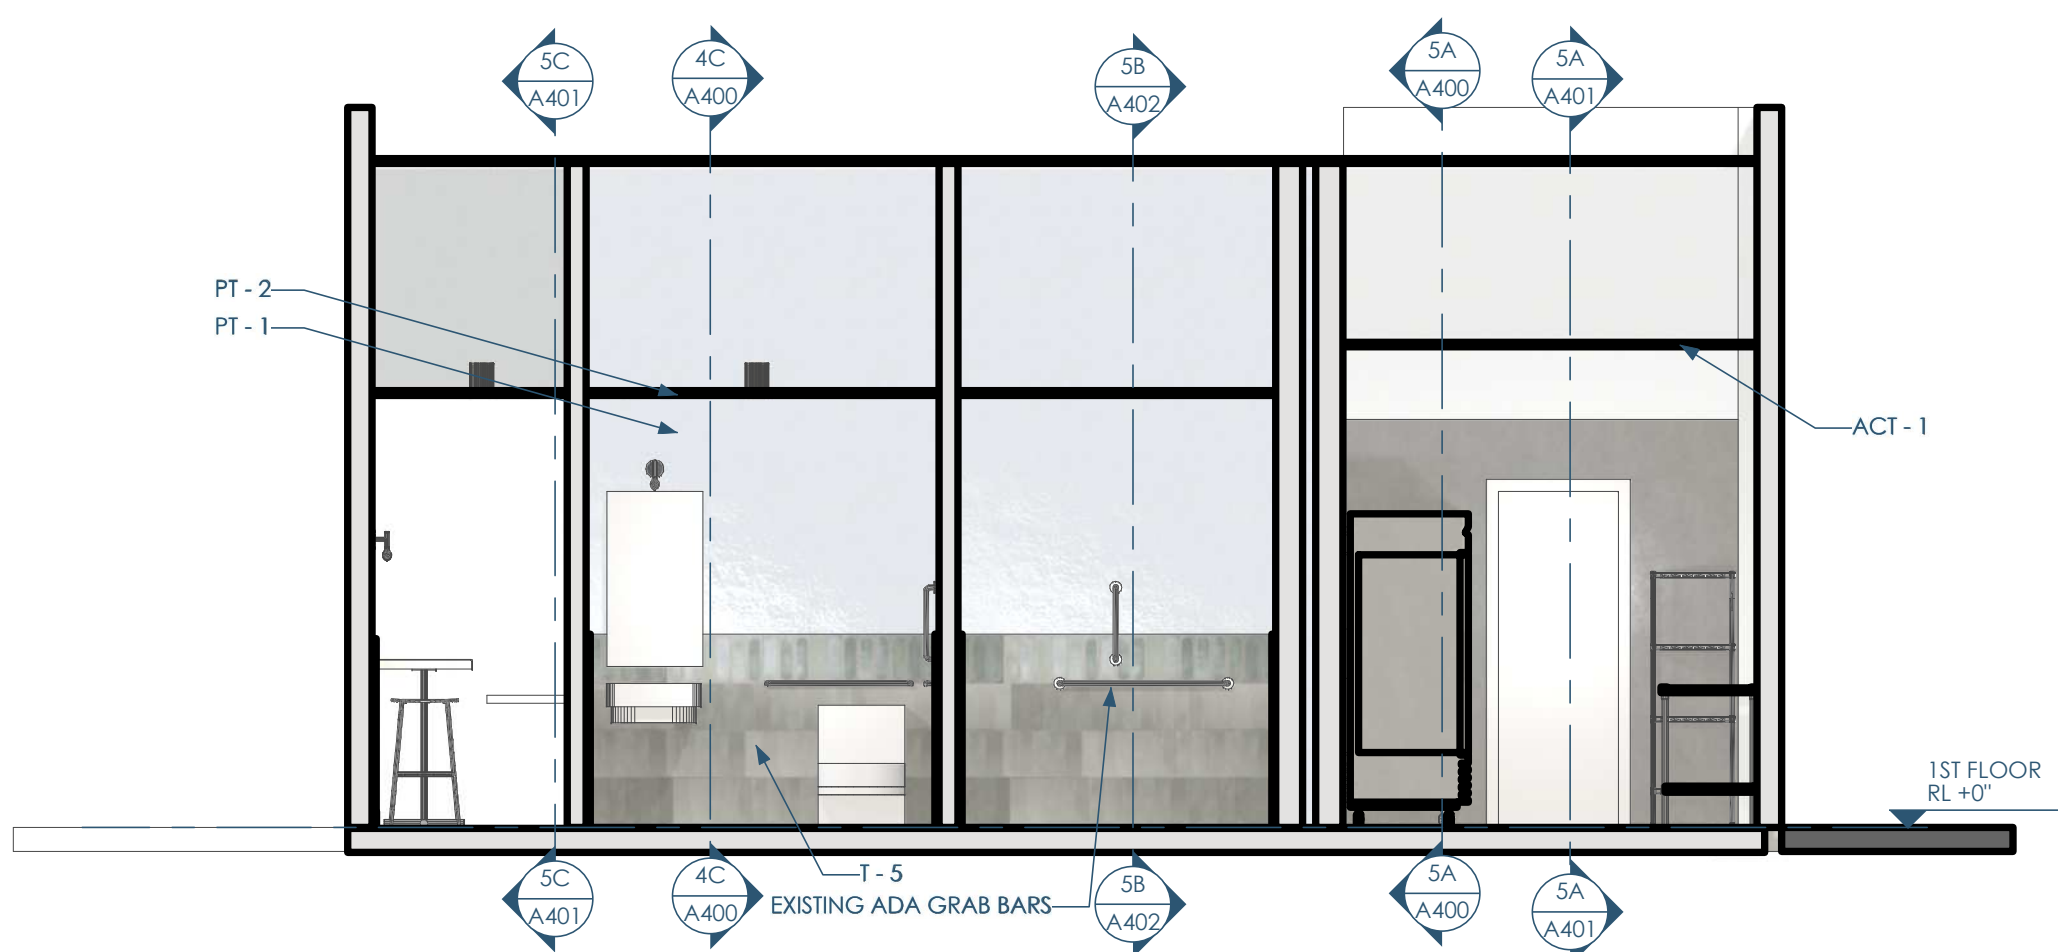 5C
A401
4C
A400
5B
A402
5A
A400
5A
A401
PT - 2
PT - 1
ACT - 1
1ST FLOOR
RL +0"
T - 5
EXISTING ADA GRAB BARS
5C
A401
4C
A400
5B
A402
5A
A400
5A
A401